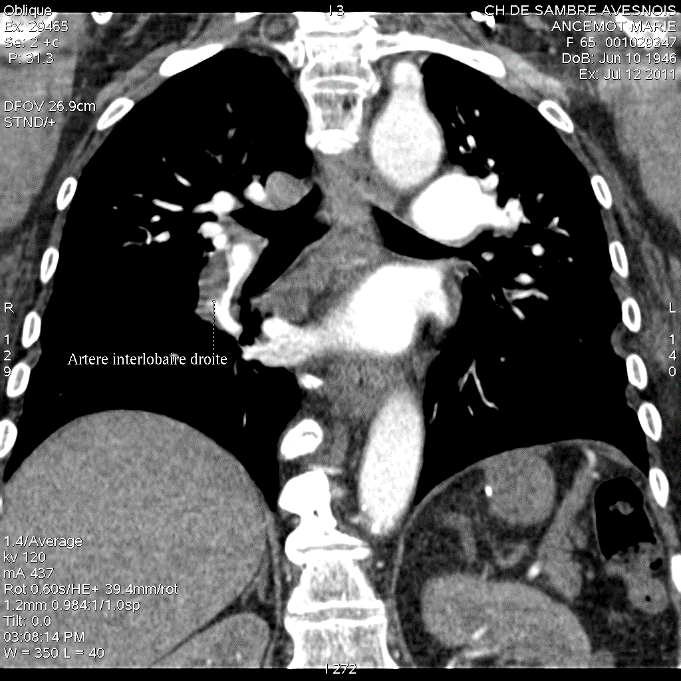 Oblique
Ex: 29465
Se: 2 +c
P: 31.3
DFOV 26.9cm
STND/+
I 3
CH DE SAMBRE AVESNOIS
ANCEMOT MARIE
F 65 001029347
DoB: Jun 10 1946
Ex: Jul 12 2011
R
1
2
9
L
1
4
0
Artere interlobaire droite
1.4/Average
kv 120
mA 437
Rot 0.60s/HE+ 39.4mm/rot
1.2mm 0.984:1/1.0sp
Tilt: 0.0
03:08:14 PM
W = 350 L = 40
I 272